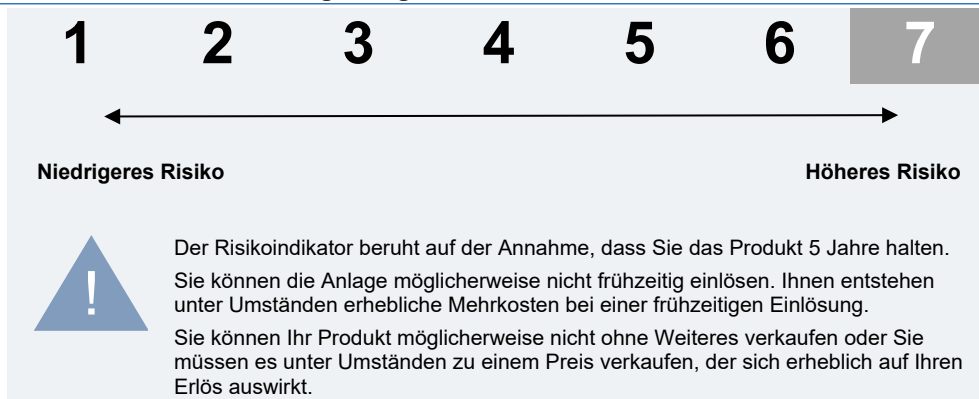 1 2 3 4 5 6 7
Niedrigeres Risiko Höheres Risiko
!
Der Risikoindikator beruht auf der Annahme, dass Sie das Produkt 5 Jahre halten.
Sie können die Anlage möglicherweise nicht frühzeitig einlösen. Ihnen entstehen
unter Umständen erhebliche Mehrkosten bei einer frühzeitigen Einlösung.
Sie können Ihr Produkt möglicherweise nicht ohne Weiteres verkaufen oder Sie
müssen es unter Umständen zu einem Preis verkaufen, der sich erheblich auf Ihren
Erlös auswirkt.